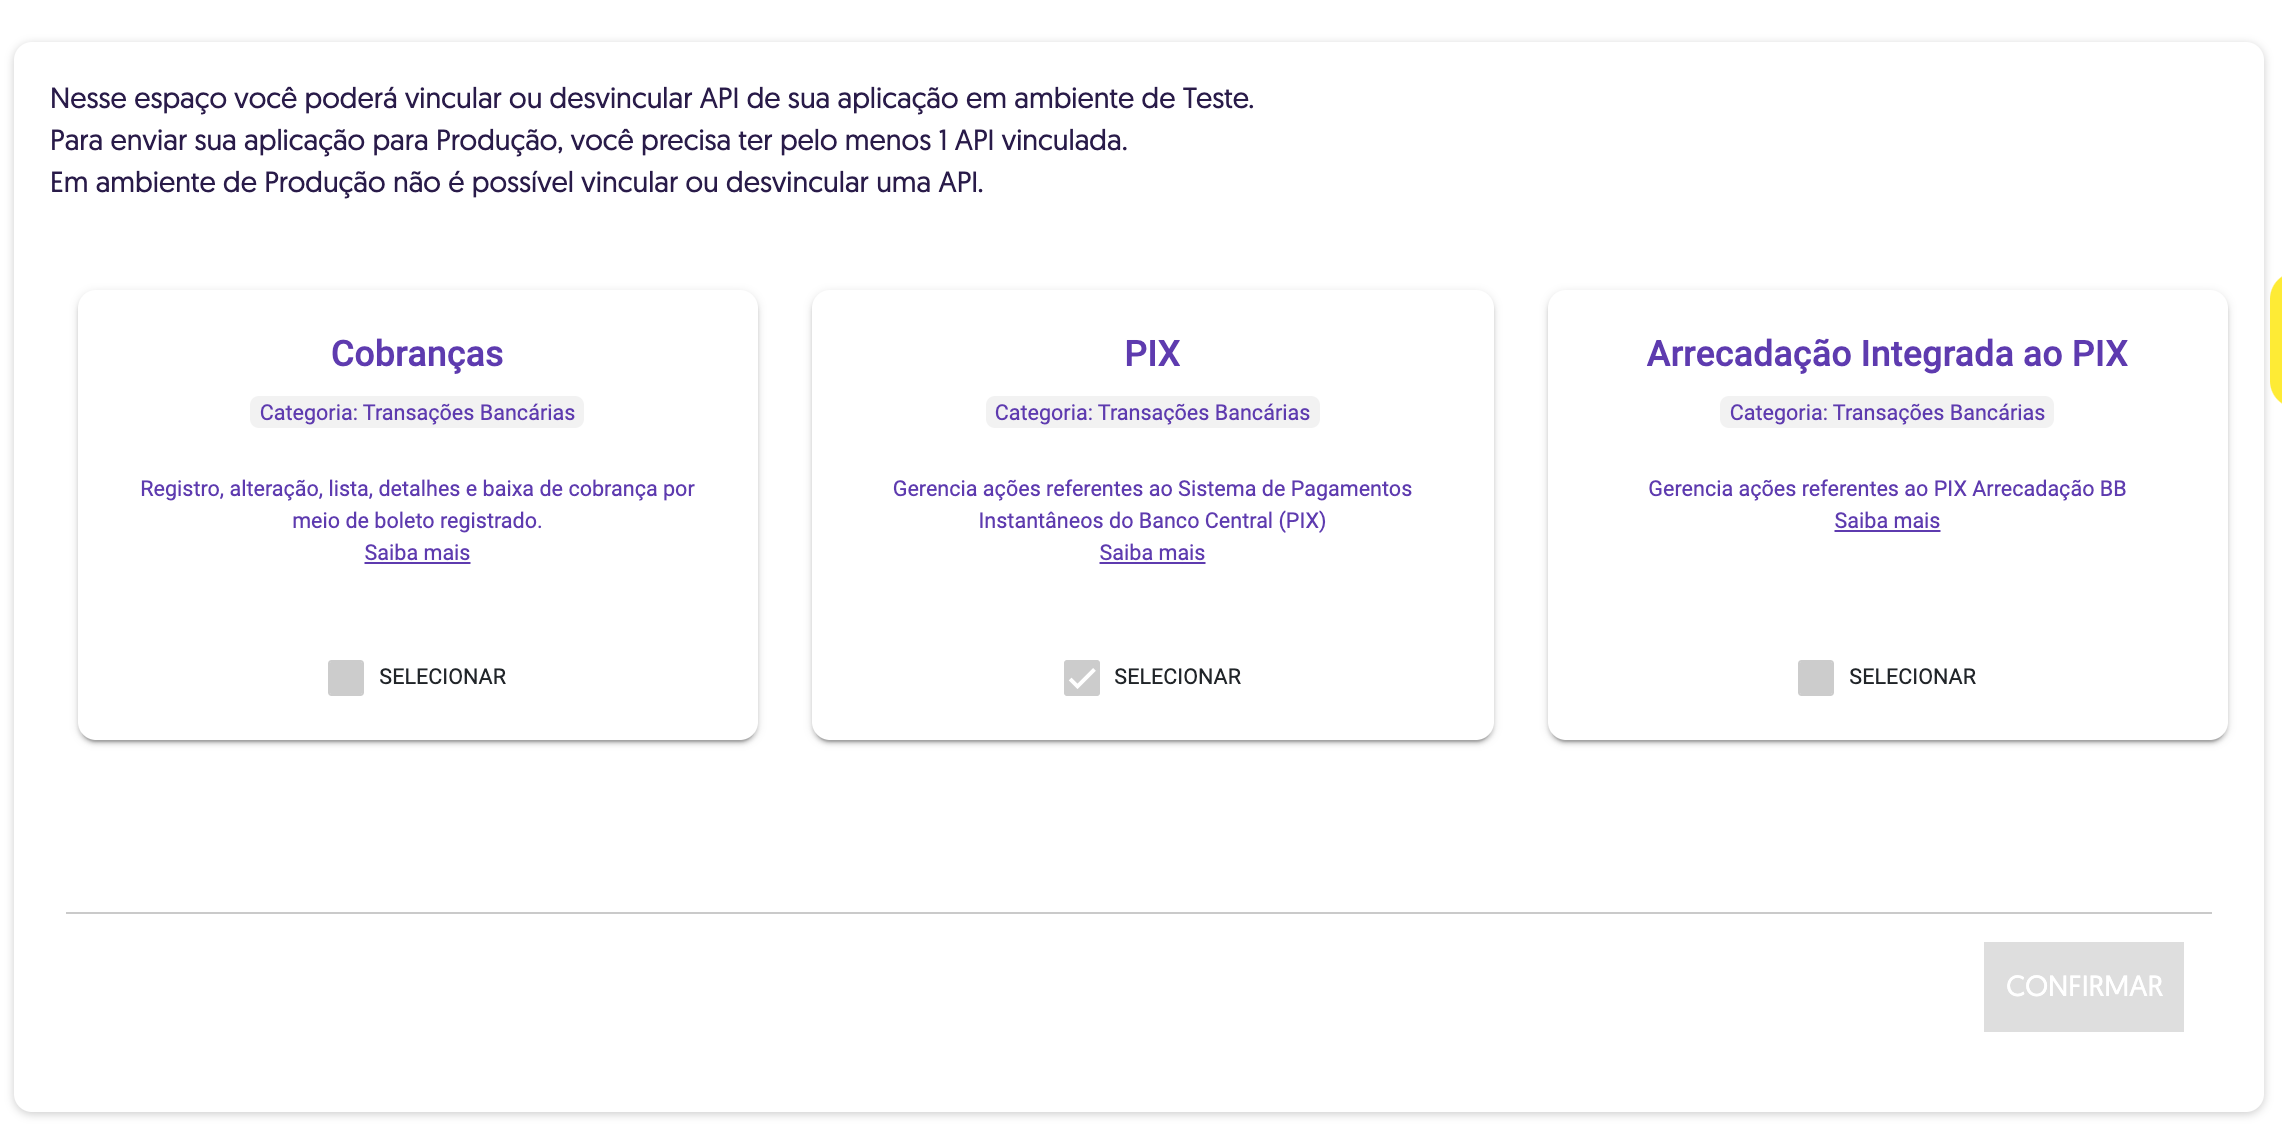 Nesse espaço você poderá vincular ou desvincular API de sua aplicação em ambiente de Teste.
Para enviar sua aplicação para Produção, você precisa ter pelo menos 1 API vinculada.
Em ambiente de Produção não é possível vincular ou desvincular uma API.
Cobranças
Categoria: Transações Bancárias
Registro, alteração, lista, detalhes e baixa de cobrança por
meio de boleto registrado.
Saiba mais
SELECIONAR
PIX
Categoria: Transações Bancárias
Gerencia ações referentes ao Sistema de Pagamentos
Instantâneos do Banco Central (PIX)
Saiba mais
SELECIONAR
Arrecadação Integrada ao PIX
Categoria: Transações Bancárias
Gerencia ações referentes ao PIX Arrecadação BB
Saiba mais
SELECIONAR
CONFIRMAR